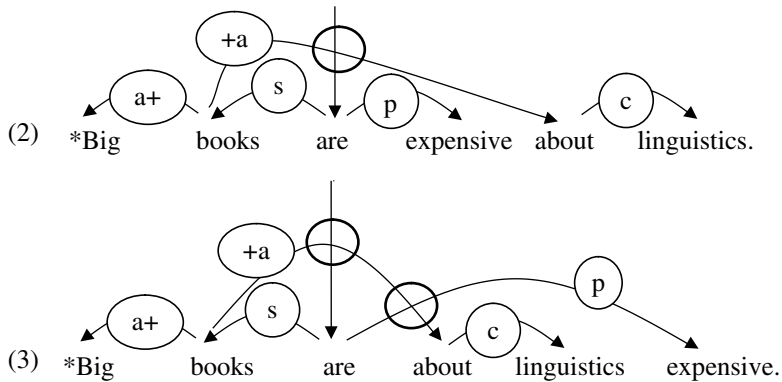 +a
a+ s p c
(2) *Big books are expensive about linguistics.
+a p
a+ s c
(3) *Big books are about linguistics expensive.